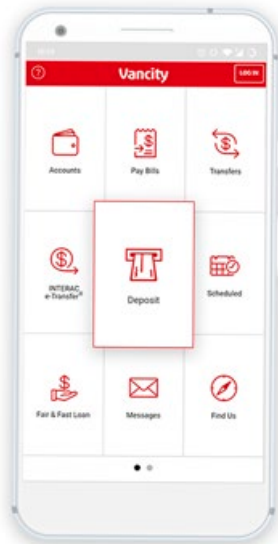 Vancity
LOG IN
Accounts
Pay Bills
Transfers
INTERAC
e-Transfer®
Deposit
Scheduled
Fair & Fast Loan
Messages
Find Us